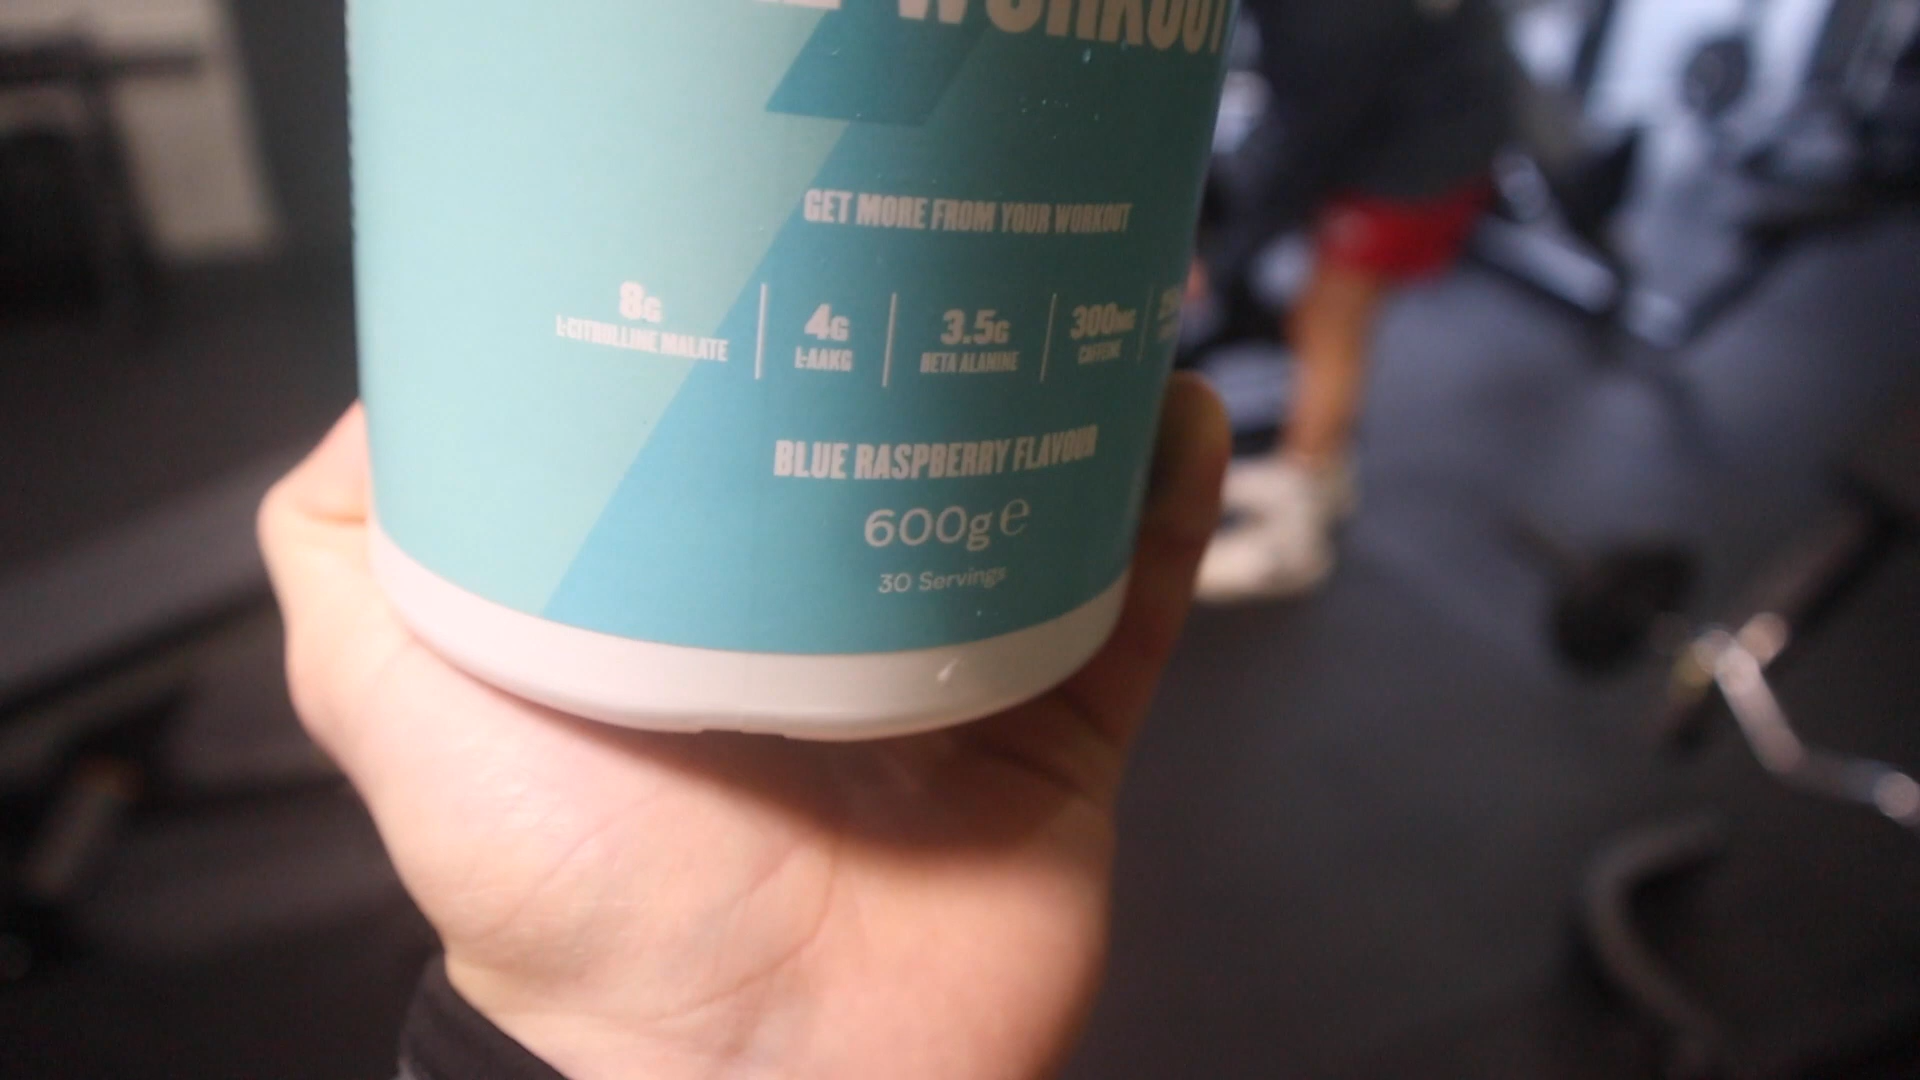 WORKOUT
GET MORE FROM YOUR WORKOUT
8G
L-CITRULLINE MALATE
4G
L-AAKG
3.5G
BETA ALANINE
300MG
CAFFEINE
BLUE RASPBERRY FLAVOUR
600g e
30 Servings